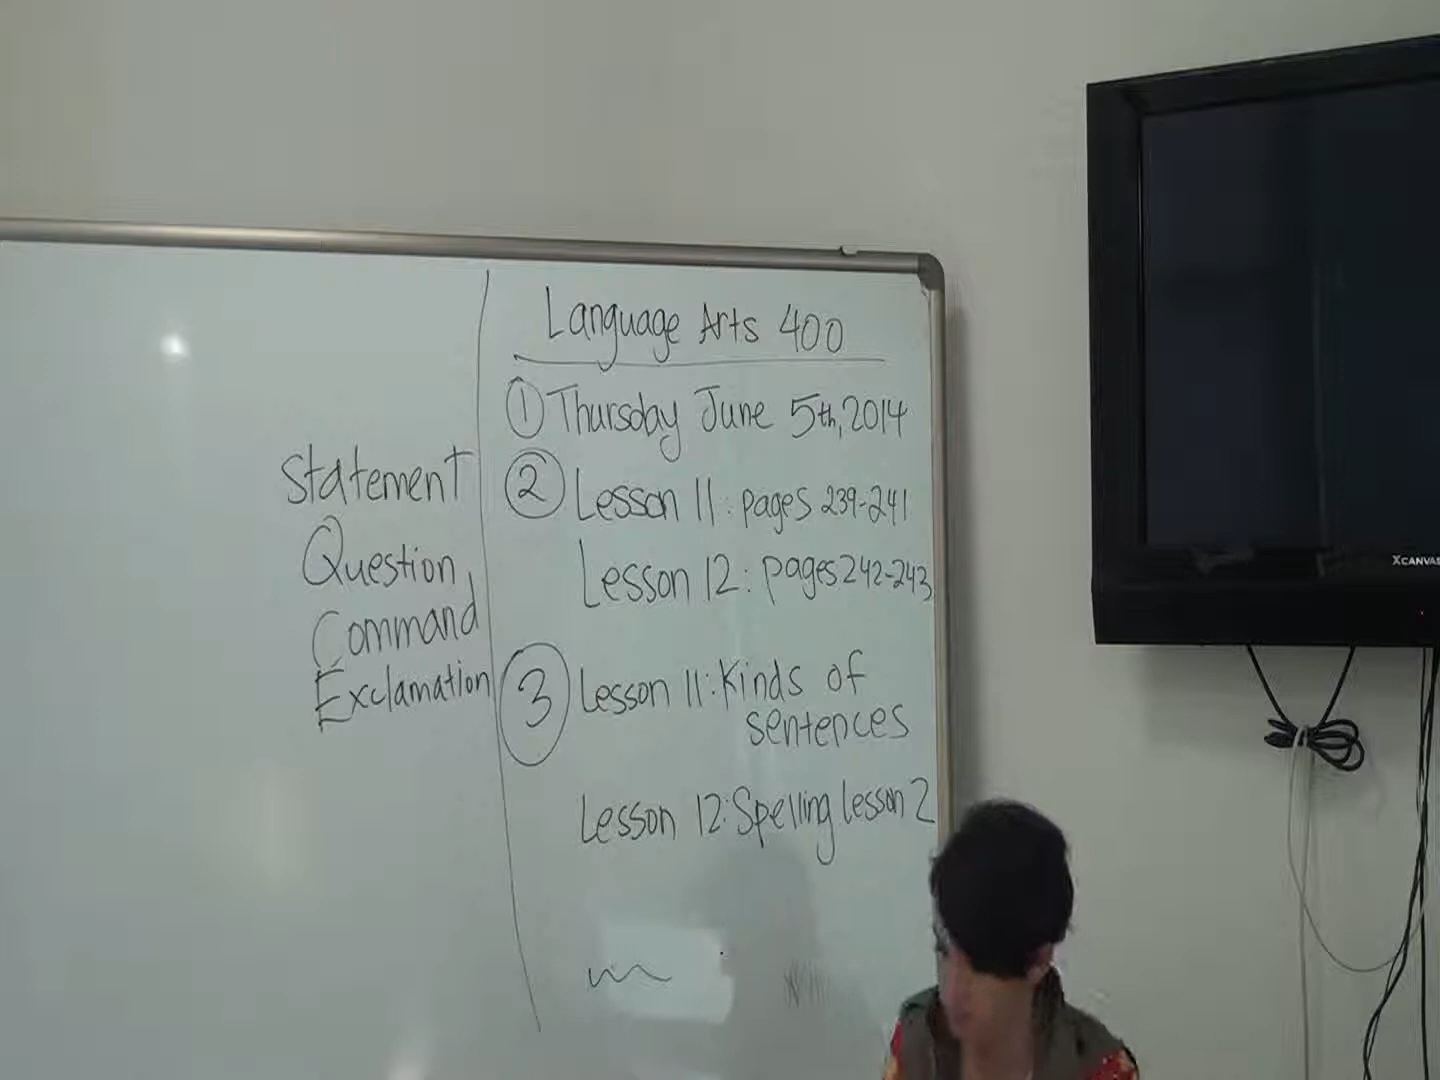 Language Arts 400
1 Thursday June 5th, 2014
2 Lesson 11: pages 239-241
Lesson 12: pages 242-243
3 Lesson 11: Kinds of
sentences
Lesson 12: Spelling lesson 2
Statement
Question
Command
Exclamation
XCANVAS